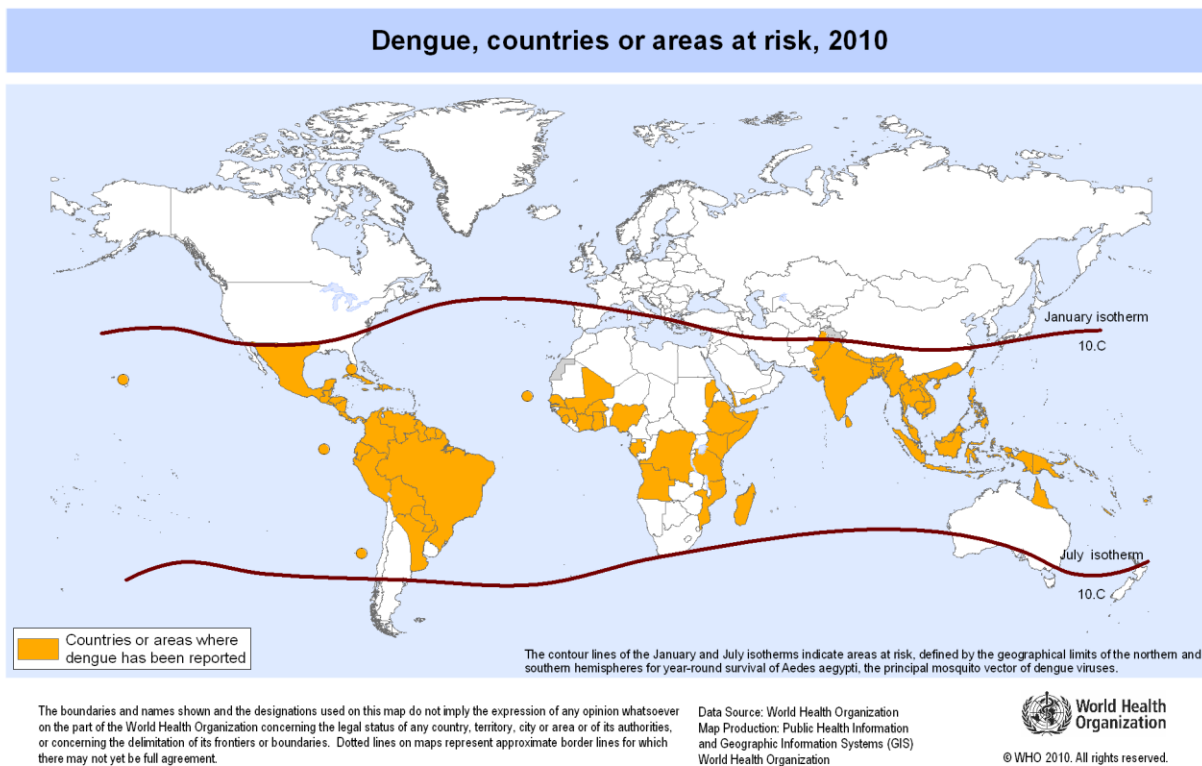 Dengue, countries or areas at risk, 2010
January isotherm
10.C
July isotherm
10.C
Countries or areas where
dengue has been reported
The contour lines of the January and July isotherms indicate areas at risk, defined by the geographical limits of the northern and
southern hemispheres for year-round survival of Aedes aegypti, the principal mosquito vector of dengue viruses.
The boundaries and names shown and the designations used on this map do not imply the expression of any opinion whatsoever
on the part of the World Health Organization concerning the legal status of any country, territory, city or area or of its authorities,
or concerning the delimitation of its frontiers or boundaries. Dotted lines on maps represent approximate border lines for which
there may not yet be full agreement.
Data Source: World Health Organization
Map Production: Public Health Information
and Geographic Information Systems (GIS)
World Health Organization
World Health
Organization
© WHO 2010. All rights reserved.